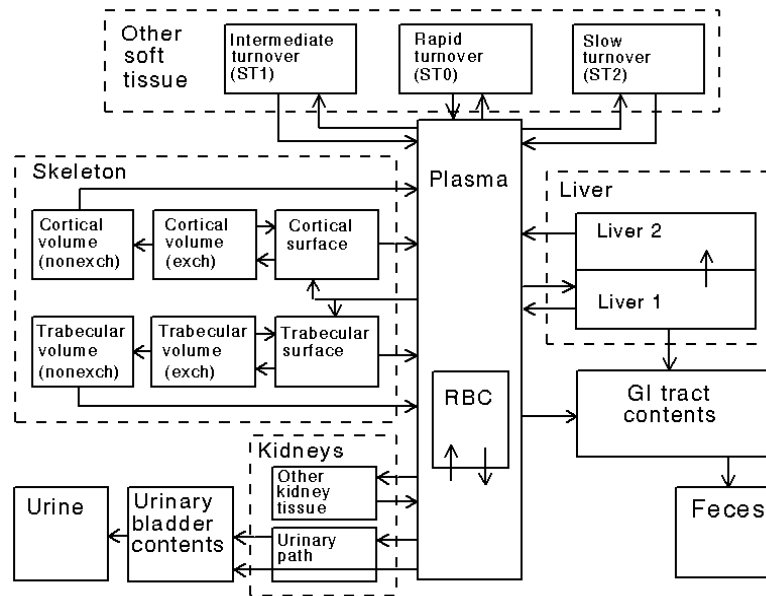 Other
soft
tissue
Intermediate
turnover
(ST1)
Rapid
turnover
(ST0)
Slow
turnover
(ST2)
Skeleton
Plasma
Liver
Cortical
volume
(nonexch)
Cortical
volume
(exch)
Cortical
surface
Liver 2
Liver 1
Trabecular
volume
(nonexch)
Trabecular
volume
(exch)
Trabecular
surface
RBC
GI tract
contents
Kidneys
Other
kidney
tissue
Urine
Urinary
bladder
contents
Urinary
path
Feces